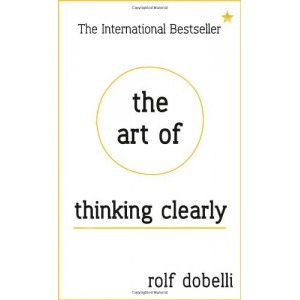 The International Bestseller
the
art of
thinking clearly
rolf dobelli